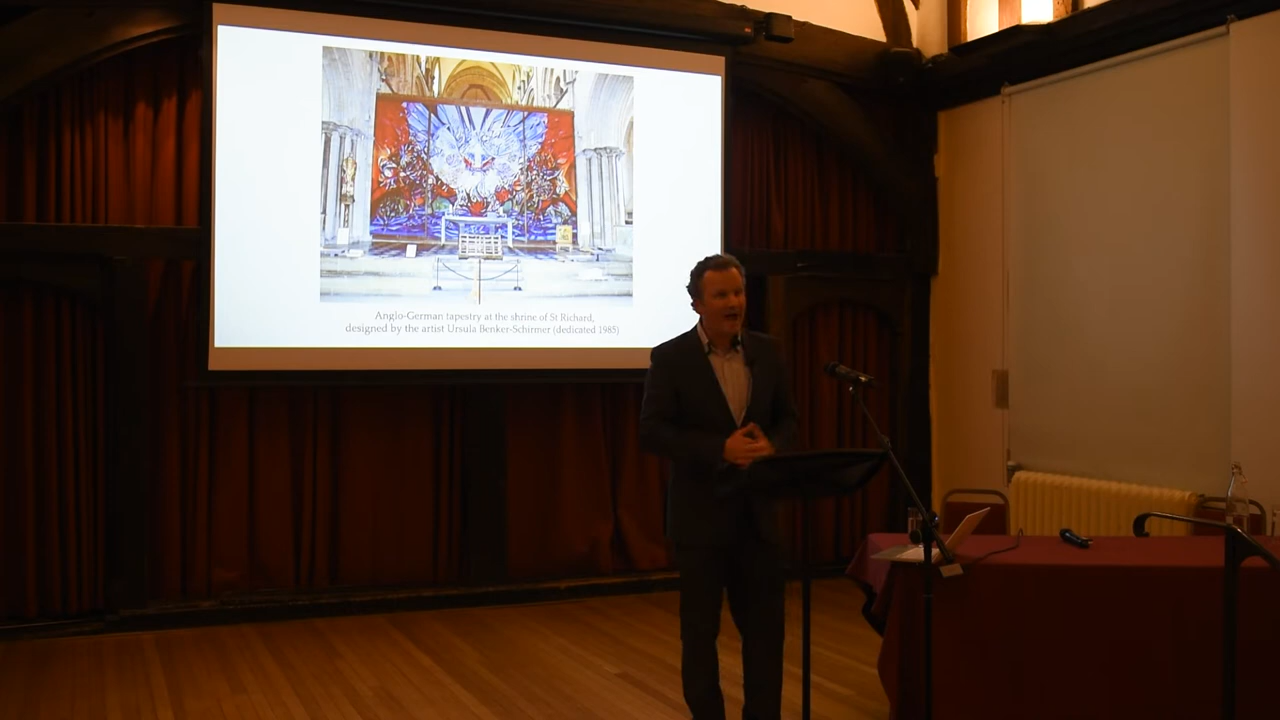 Anglo-German tapestry at the shrine of St Richard,
designed by the artist Ursula Benker-Schirmer (dedicated 1985)